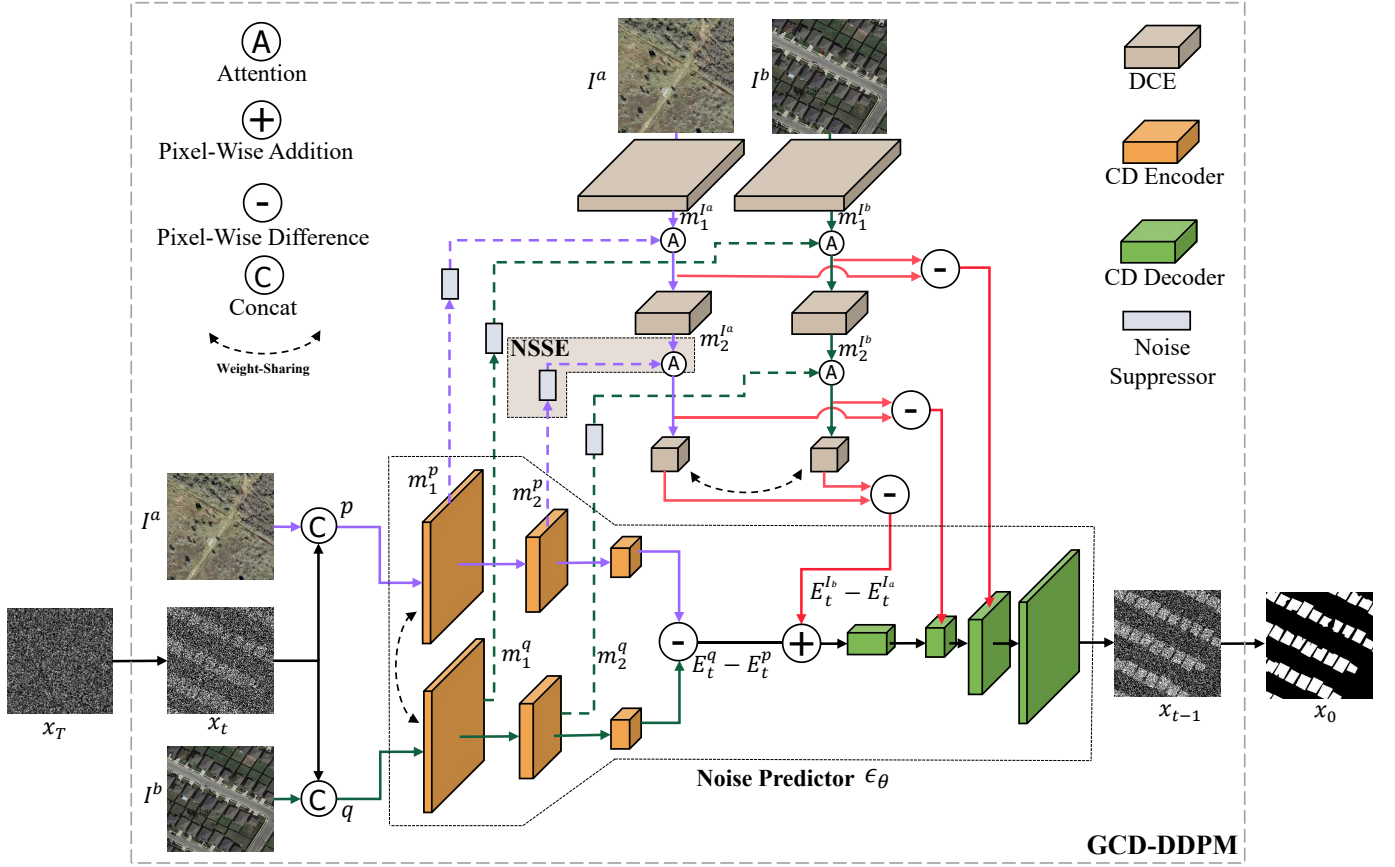 A
Attention
+
Pixel-Wise Addition
-
Pixel-Wise Difference
C
Concat
Weight-Sharing
I^a
I^b
DCE
CD Encoder
CD Decoder
Noise
Suppressor
m_1^{I^a}
m_1^{I^b}
A
A
-
m_2^{I^a}
m_2^{I^b}
NSSE
A
A
-
-
m_1^p
m_2^p
I^a
C
p
E_t^{I_b} − E_t^{I_a}
x_T
x_t
m_1^q
m_2^q
-
+
E_t^q − E_t^p
x_{t−1}
x_0
I^b
C
q
Noise Predictor ϵ_θ
GCD-DDPM